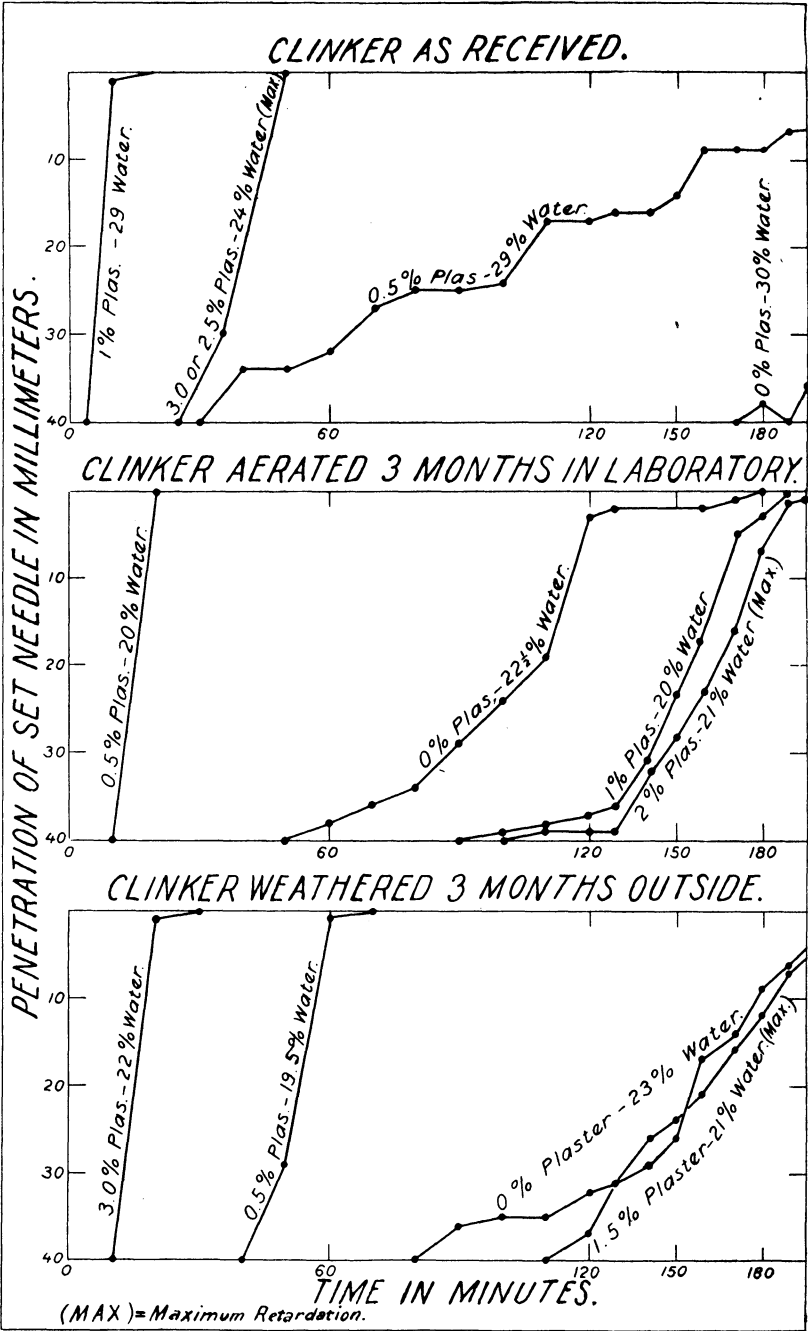 PENETRATION OF SET NEEDLE IN MILLIMETERS.
CLINKER AS RECEIVED.
1% Plas. -29 Water.
3.0 or 2.5% Plas.-24% Water (Max.)
0.5% Plas-29% Water.
0% Plas.-30% Water.
10
20
30
40
0 60 120 150 180
CLINKER AERATED 3 MONTHS IN LABORATORY.
0.5% Plas.-20% Water.
0% Plas.-22½% Water.
1% Plas.-20% Water
2% Plas.-21% Water (Max.)
10
20
30
40
0 60 120 150 180
CLINKER WEATHERED 3 MONTHS OUTSIDE.
3.0% Plas.-22% Water.
0.5% Plas.-19.5% Water.
0% Plaster-23% Water.
1.5% Plaster-21% Water.(Max.)
10
20
30
40
0 60 120 150 180
TIME IN MINUTES.
(MAX)=Maximum Retardation.